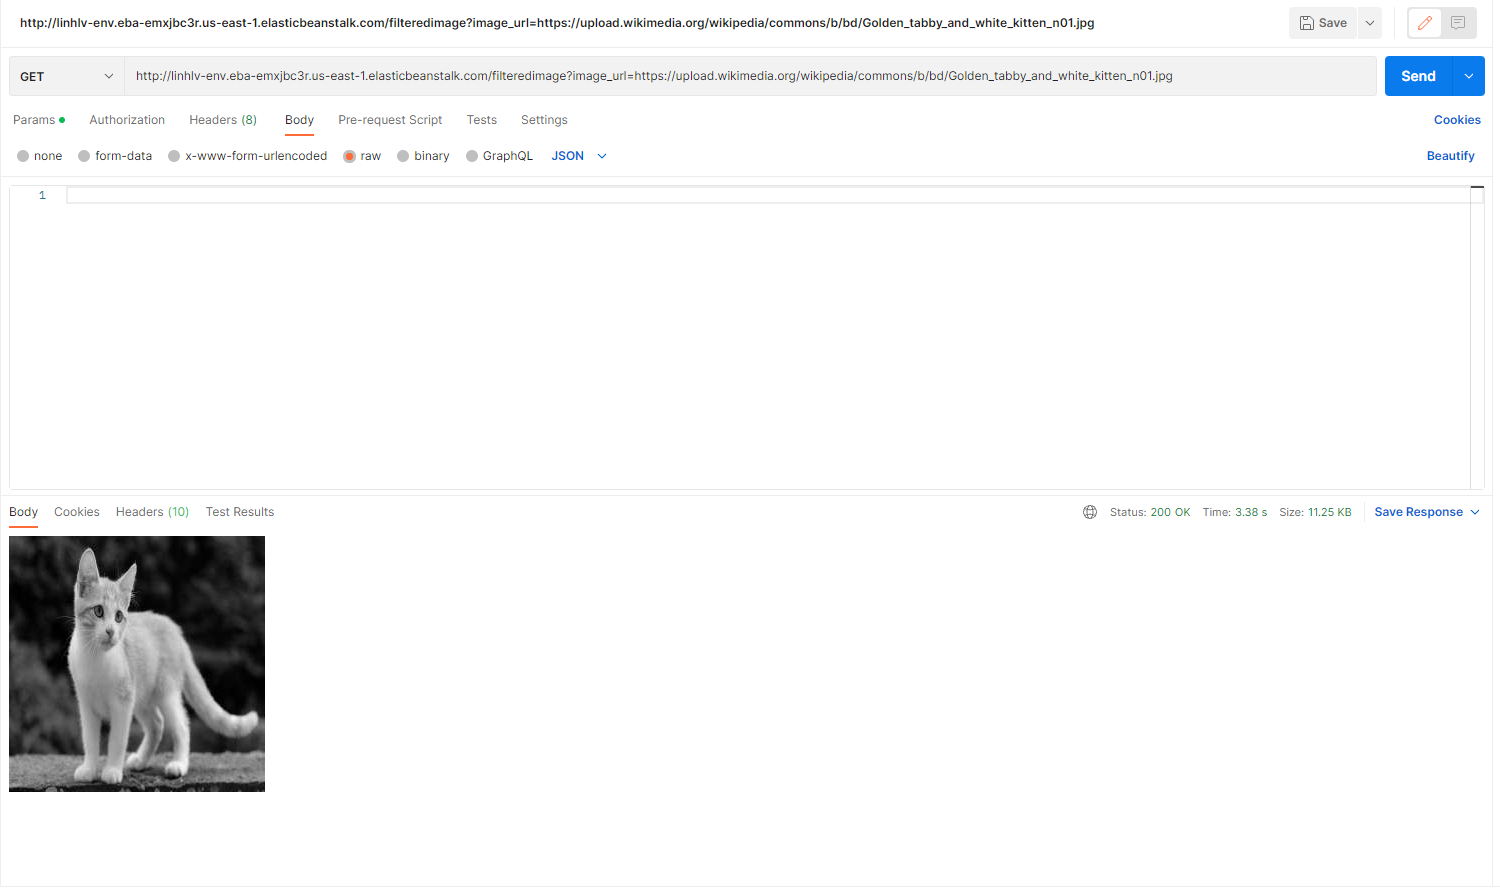 http://linhlv-env.eba-emxjbc3r.us-east-1.elasticbeanstalk.com/filteredimage?image_url=https://upload.wikimedia.org/wikipedia/commons/b/bd/Golden_tabby_and_white_kitten_n01.jpg Save
GET http://linhlv-env.eba-emxjbc3r.us-east-1.elasticbeanstalk.com/filteredimage?image_url=https://upload.wikimedia.org/wikipedia/commons/b/bd/Golden_tabby_and_white_kitten_n01.jpg Send
Params Authorization Headers (8) Body Pre-request Script Tests Settings Cookies
none form-data x-www-form-urlencoded raw binary GraphQL JSON Beautify
1
Body Cookies Headers (10) Test Results Status: 200 OK Time: 3.38 s Size: 11.25 KB Save Response